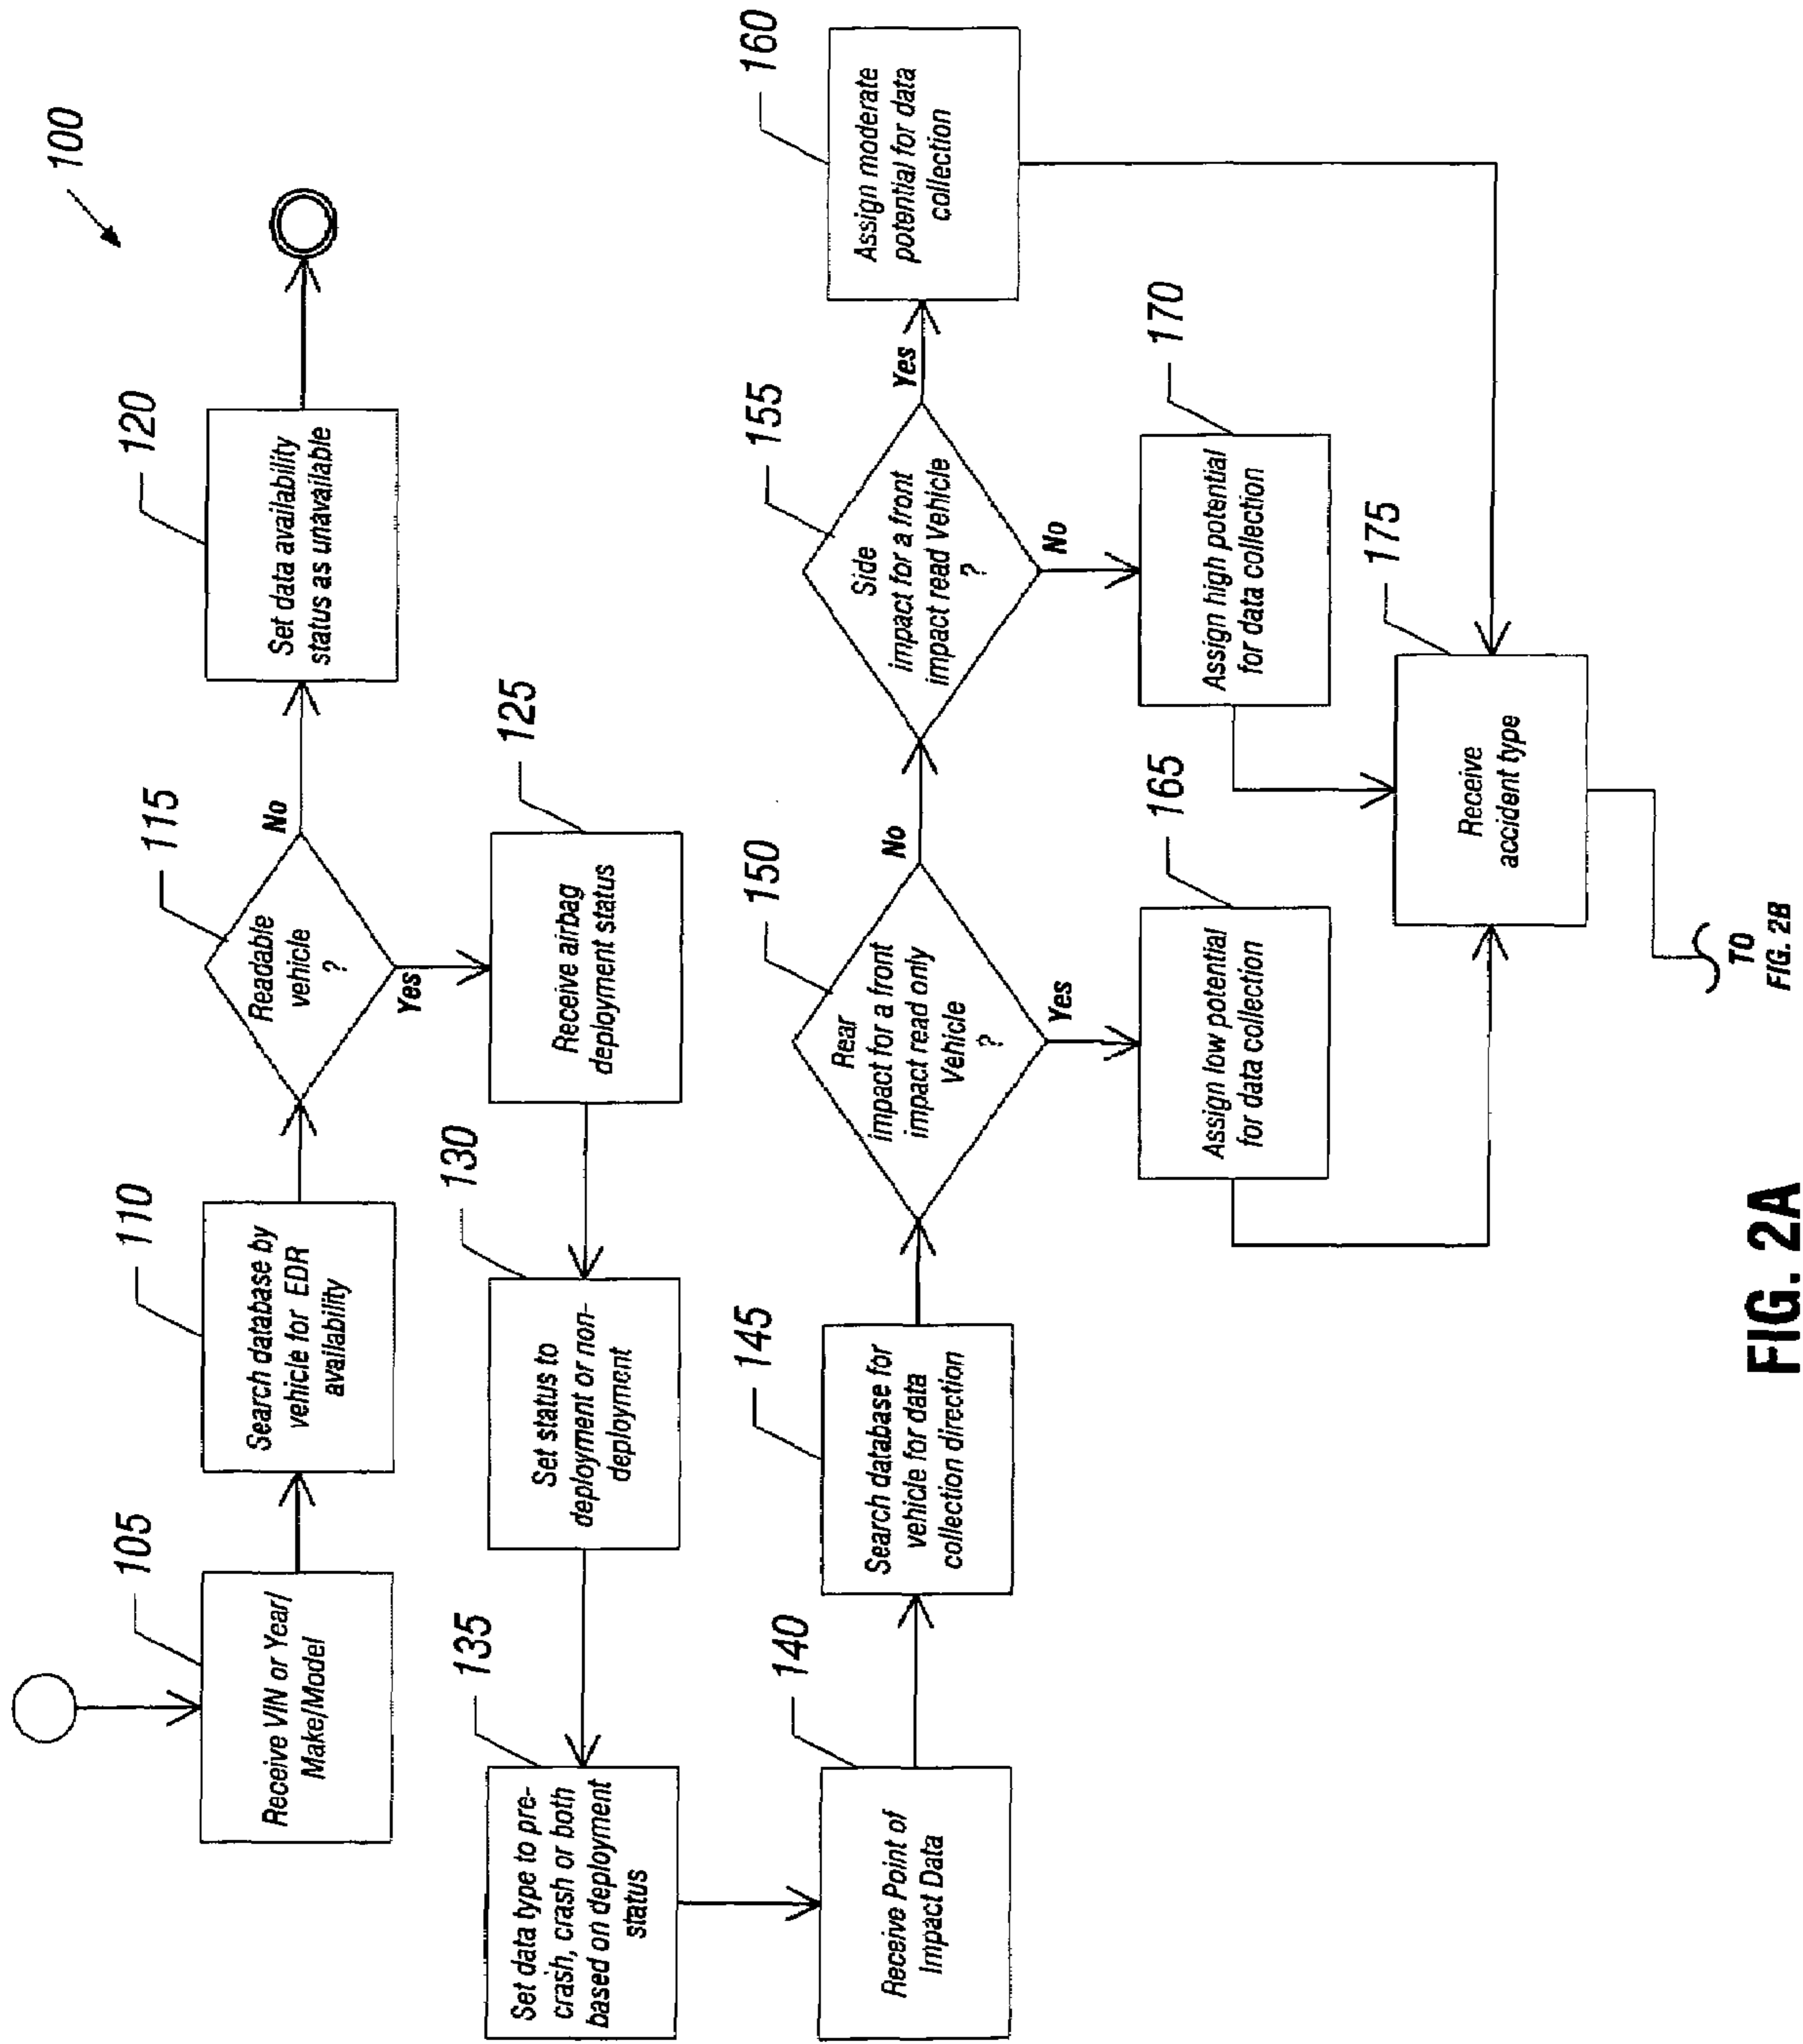 100
105
Receive VIN or Year/
Make/Model
110
Search database by
vehicle for EDR
availability
115
Readable
vehicle
?
No
Yes
120
Set data availability
status as unavailable
125
Receive airbag
deployment status
130
Set status to
deployment or non-
deployment
135
Set data type to pre-
crash, crash or both
based on deployment
status
140
Receive Point of
Impact Data
145
Search database for
vehicle for data
collection direction
150
Rear
impact for a front
impact read only
Vehicle
?
No
Yes
155
Side
impact for a front
impact read Vehicle
?
Yes
No
160
Assign moderate
potential for data
collection
165
Assign low potential
for data collection
170
Assign high potential
for data collection
175
Receive
accident type
TO
FIG. 2B
FIG. 2A